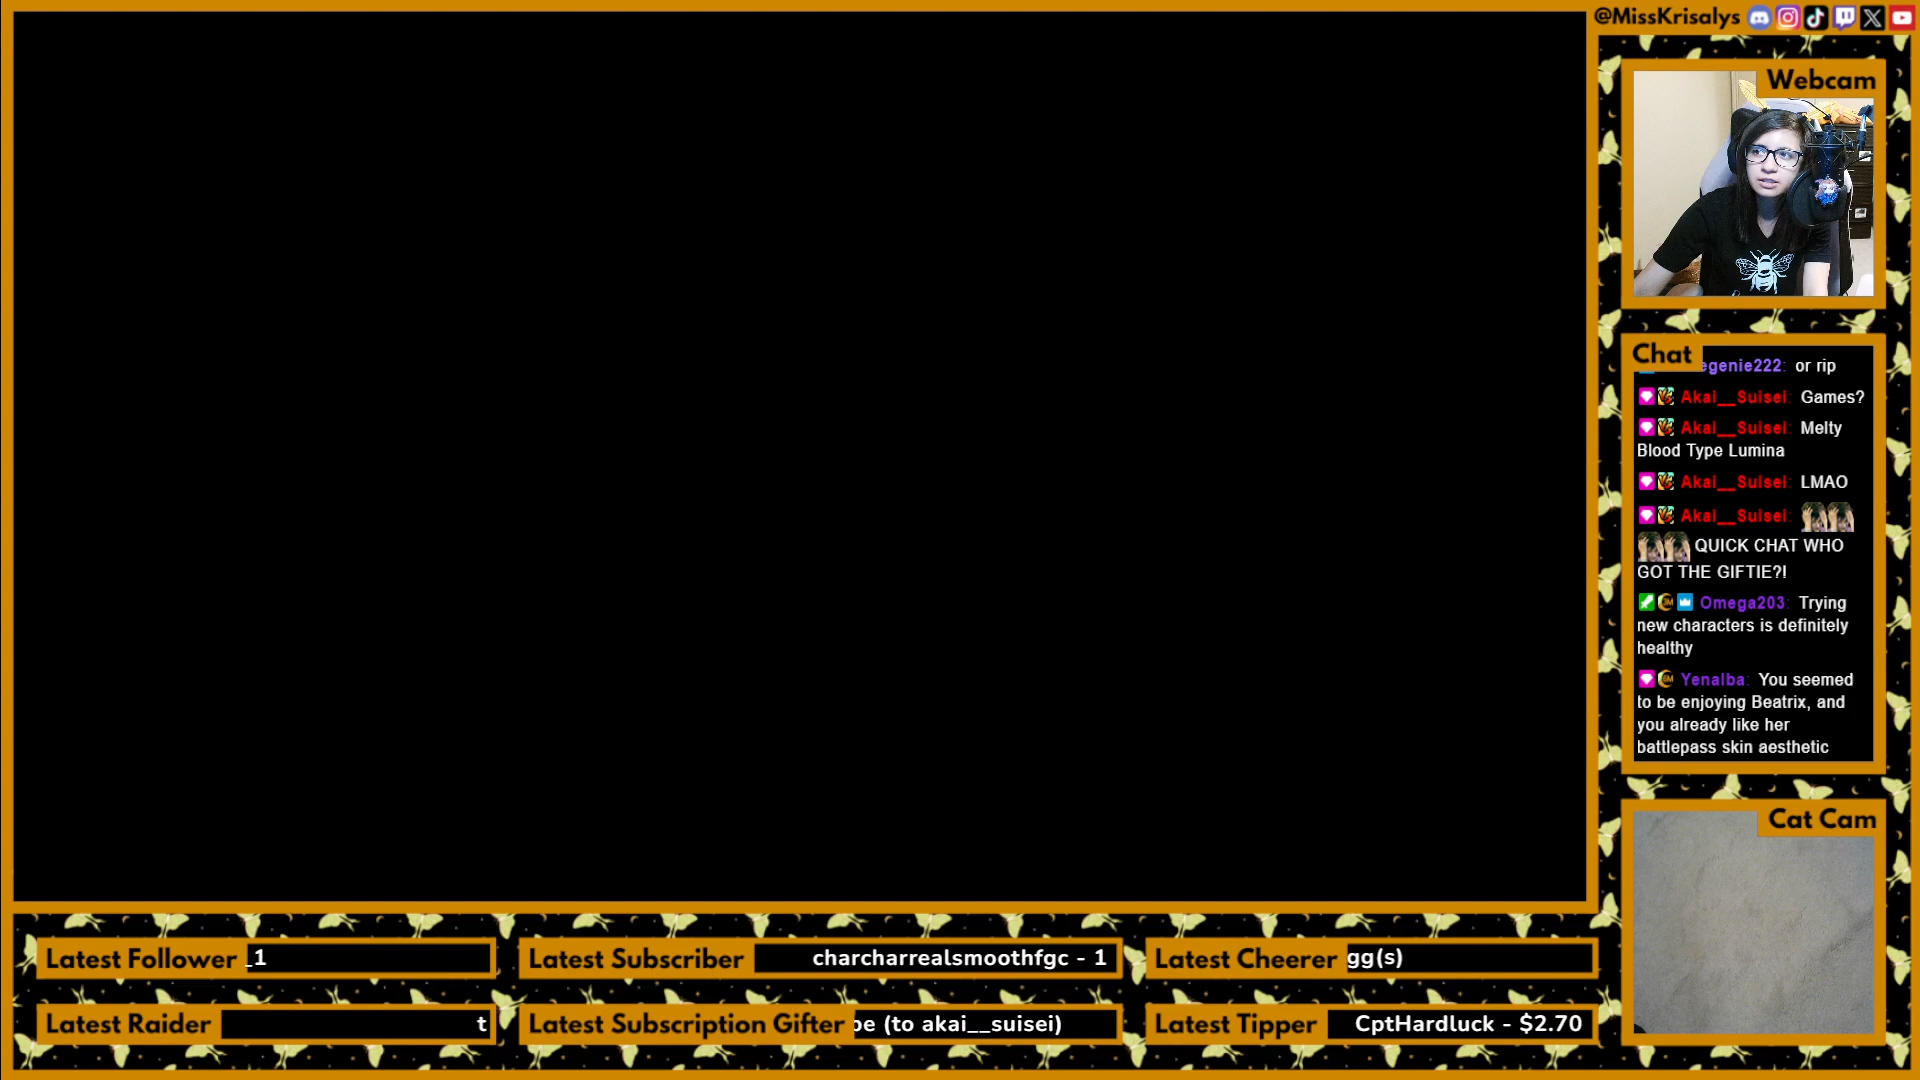 @MissKrisalys
Webcam
Chat
egenie222: or rip
Akai__Suisei: Games?
Akai__Suisei: Melty
Blood Type Lumina
Akai__Suisei: LMAO
Akai__Suisei:
QUICK CHAT WHO
GOT THE GIFTIE?!
Omega203: Trying
new characters is definitely
healthy
Yenalba: You seemed
to be enjoying Beatrix, and
you already like her
battlepass skin aesthetic
Cat Cam
Latest Follower _1
Latest Subscriber charcharrealsmoothfgc - 1
Latest Cheerer gg(s)
Latest Raider t
Latest Subscription Gifter be (to akai__suisei)
Latest Tipper CptHardluck - $2.70